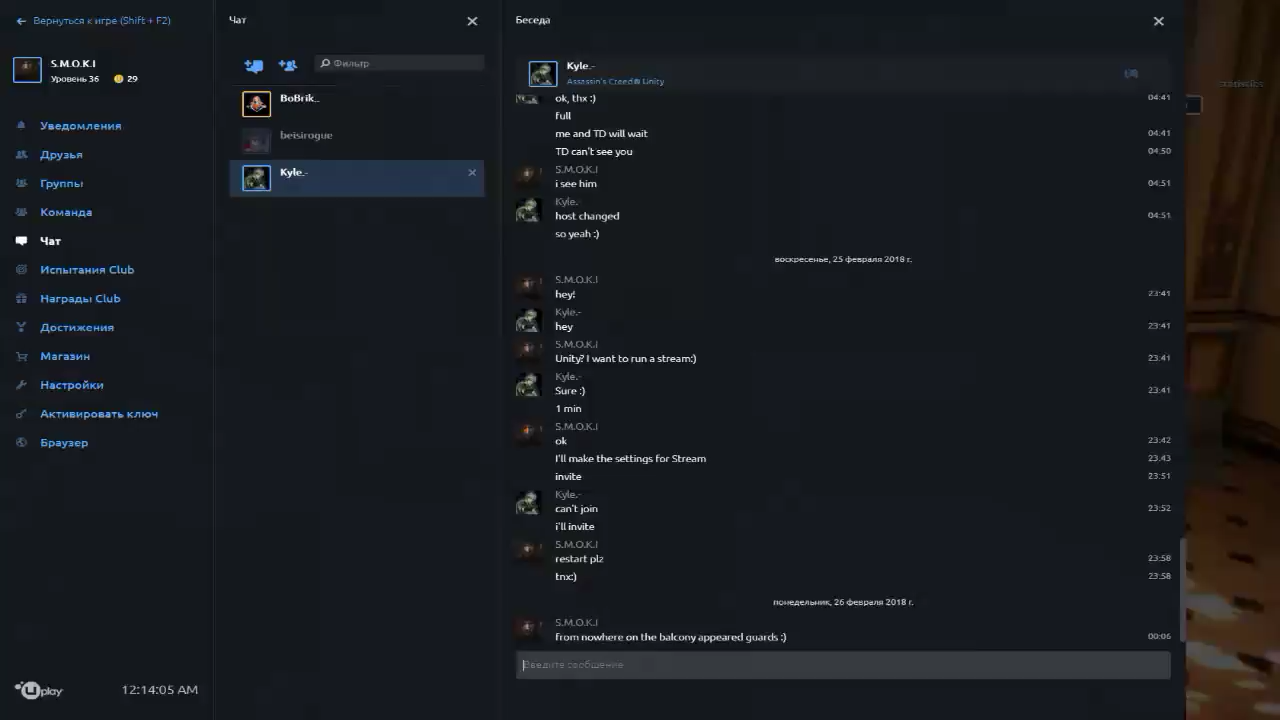 Вернуться к игре (Shift + F2)
S.M.O.K.I
Уровень 36
29
Уведомления
Друзья
Группы
Команда
Чат
Испытания Club
Награды Club
Достижения
Магазин
Настройки
Активировать ключ
Браузер
uplay
12:14:05 AM
Чат
Фильтр
BoBrik_
beisirogue
Kyle.-
Беседа
Kyle.-
Assassin's Creed® Unity
ok, thx :) 04:41
full
me and TD will wait 04:41
TD can't see you 04:50
S.M.O.K.I
i see him 04:51
Kyle.-
host changed 04:51
so yeah :)
воскресенье, 25 февраля 2018 г.
S.M.O.K.I
hey! 23:41
Kyle.-
hey 23:41
S.M.O.K.I
Unity? I want to run a stream:) 23:41
Kyle.-
Sure :) 23:41
1 min
S.M.O.K.I
ok 23:42
I'll make the settings for Stream 23:43
invite 23:51
Kyle.-
can't join 23:52
i'll invite
S.M.O.K.I
restart plz 23:58
tnx:) 23:58
понедельник, 26 февраля 2018 г.
S.M.O.K.I
from nowhere on the balcony appeared guards :) 00:06
Введите сообщение